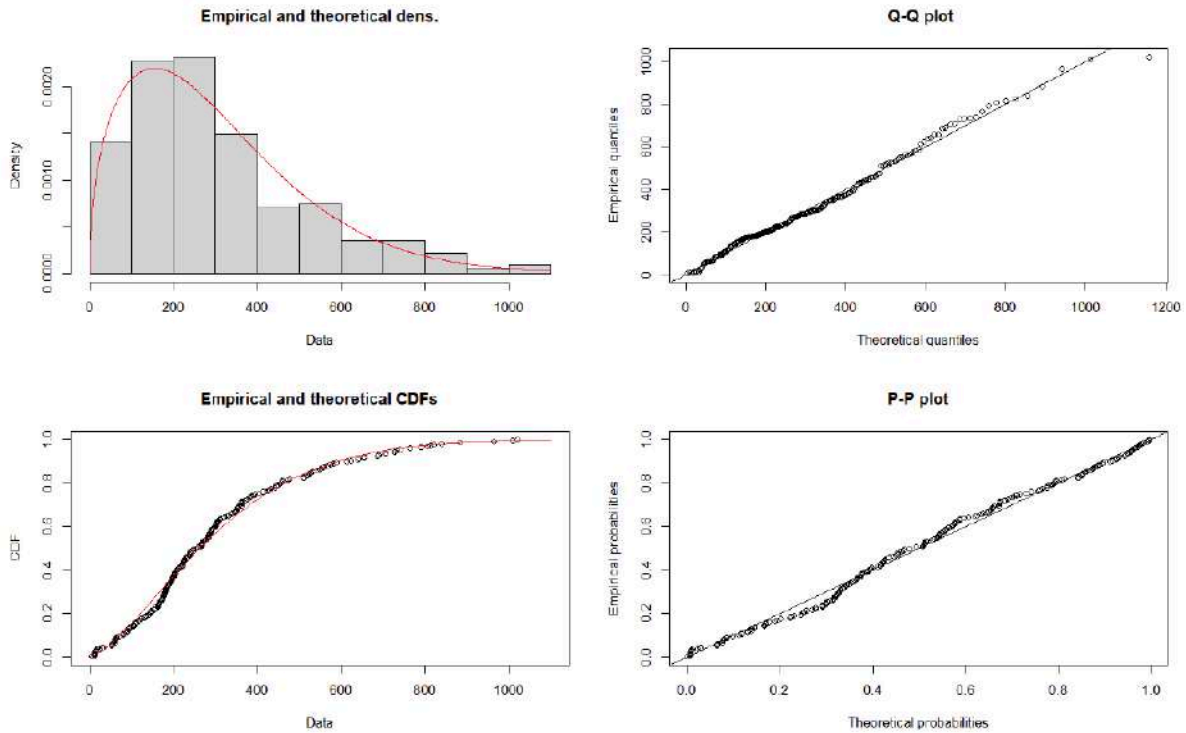 Empirical and theoretical dens.
Density
0.0000 0.0010 0.0020
0 200 400 600 800 1000
Data
Q-Q plot
Empirical quantiles
0 200 400 600 800 1000
0 200 400 600 800 1000 1200
Theoretical quantiles
Empirical and theoretical CDFs
CDF
0.0 0.2 0.4 0.6 0.8 1.0
0 200 400 600 800 1000
Data
P-P plot
Empirical probabilities
0.0 0.2 0.4 0.6 0.8 1.0
0.0 0.2 0.4 0.6 0.8 1.0
Theoretical probabilities